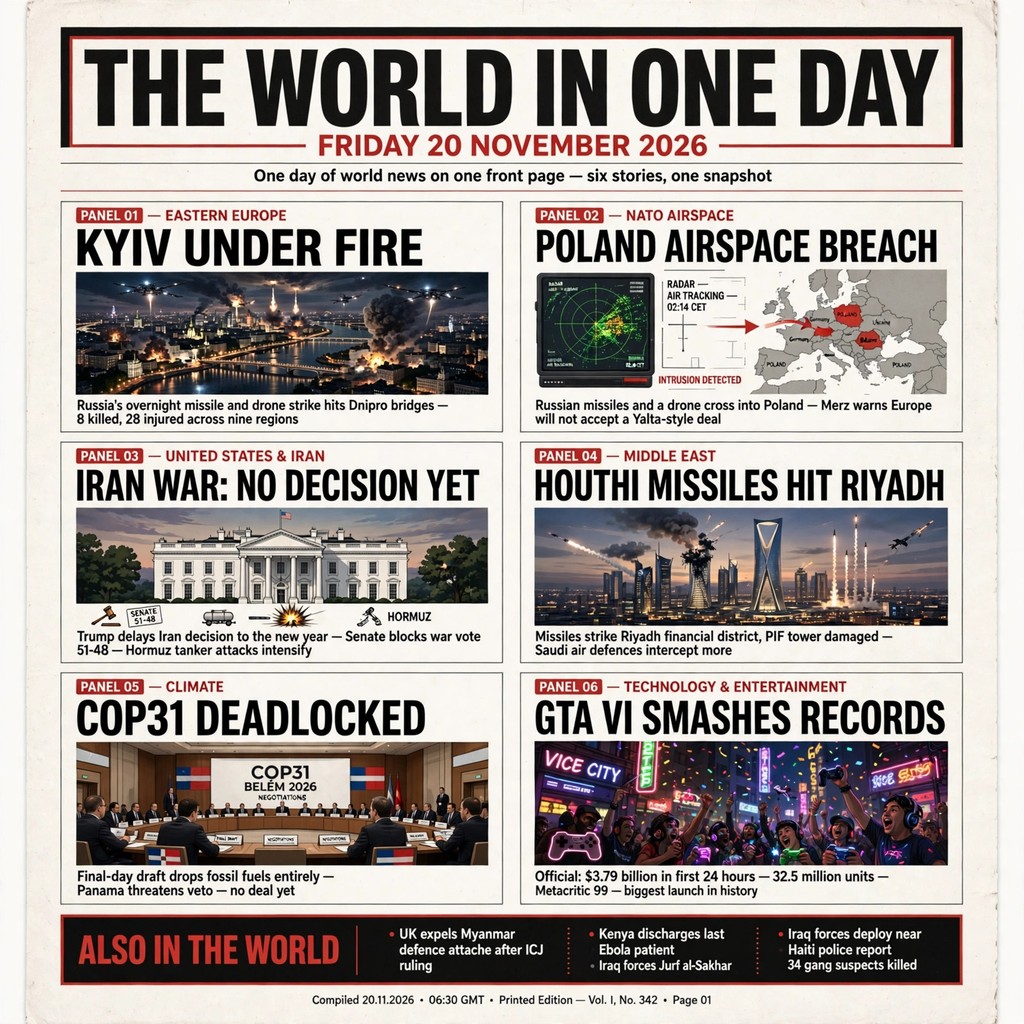 THE WORLD IN ONE DAY
FRIDAY 20 NOVEMBER 2026
One day of world news on one front page — six stories, one snapshot
PANEL 01 — EASTERN EUROPE
KYIV UNDER FIRE
Russia's overnight missile and drone strike hits Dnipro bridges —
8 killed, 28 injured across nine regions
PANEL 02 — NATO AIRSPACE
POLAND AIRSPACE BREACH
RADAR
RADAR —
AIR TRACKING —
02:14 CET
INTRUSION DETECTED
POLAND
Germany
Ukraine
Germany
POLAND
POLAND
Russian missiles and a drone cross into Poland — Merz warns Europe
will not accept a Yalta-style deal
PANEL 03 — UNITED STATES & IRAN
IRAN WAR: NO DECISION YET
SENATE
51-48
HORMUZ
Trump delays Iran decision to the new year — Senate blocks war vote
51-48 — Hormuz tanker attacks intensify
PANEL 04 — MIDDLE EAST
HOUTHI MISSILES HIT RIYADH
Missiles strike Riyadh financial district, PIF tower damaged —
Saudi air defences intercept more
PANEL 05 — CLIMATE
COP31 DEADLOCKED
COP31
BELÉM 2026
NEGOTIATIONS
NEGOTIATIONS
Final-day draft drops fossil fuels entirely —
Panama threatens veto — no deal yet
PANEL 06 — TECHNOLOGY & ENTERTAINMENT
GTA VI SMASHES RECORDS
VICE CITY
VICE
Official: $3.79 billion in first 24 hours — 32.5 million units —
Metacritic 99 — biggest launch in history
ALSO IN THE WORLD
• UK expels Myanmar
defence attache after ICJ
ruling
• Kenya discharges last
Ebola patient
• Iraq forces Jurf al-Sakhar
• Iraq forces deploy near
• Haiti police report
34 gang suspects killed
Compiled 20.11.2026 • 06:30 GMT • Printed Edition — Vol. I, No. 342 • Page 01